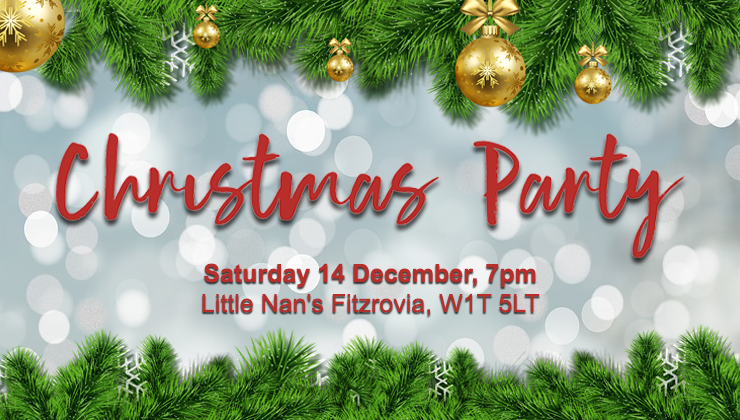 Christmas Party
Saturday 14 December, 7pm
Little Nan's Fitzrovia, W1T 5LT